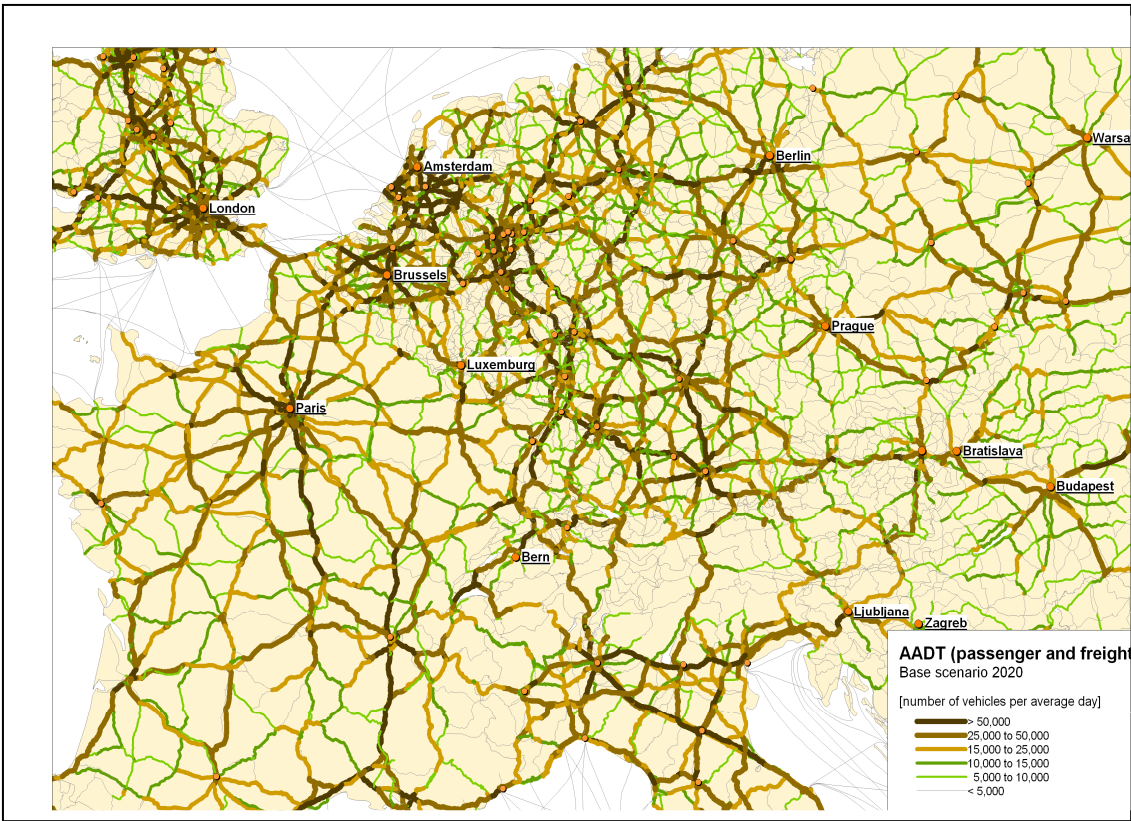 Warsa
Berlin
Amsterdam
London
Brussels
Prague
Luxemburg
Paris
Bratislava
Budapest
Bern
Ljubljana
Zagreb
AADT (passenger and freight
Base scenario 2020
[number of vehicles per average day]
> 50,000
25,000 to 50,000
15,000 to 25,000
10,000 to 15,000
5,000 to 10,000
< 5,000